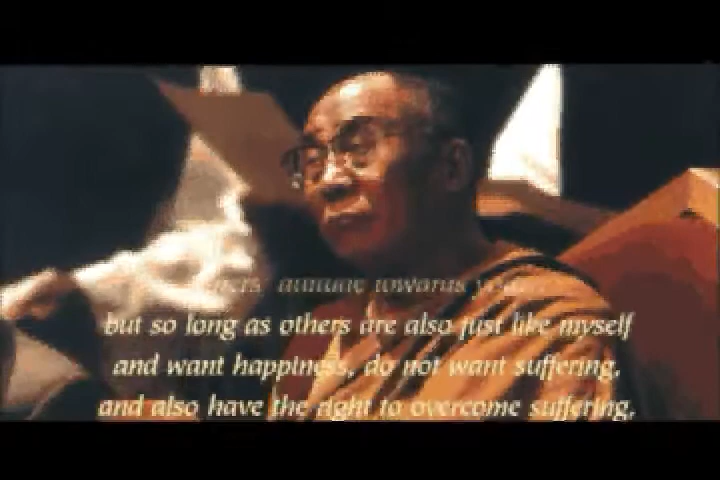 but so long as others are also just like myself
and want happiness, do not want suffering,
and also have the right to overcome suffering,